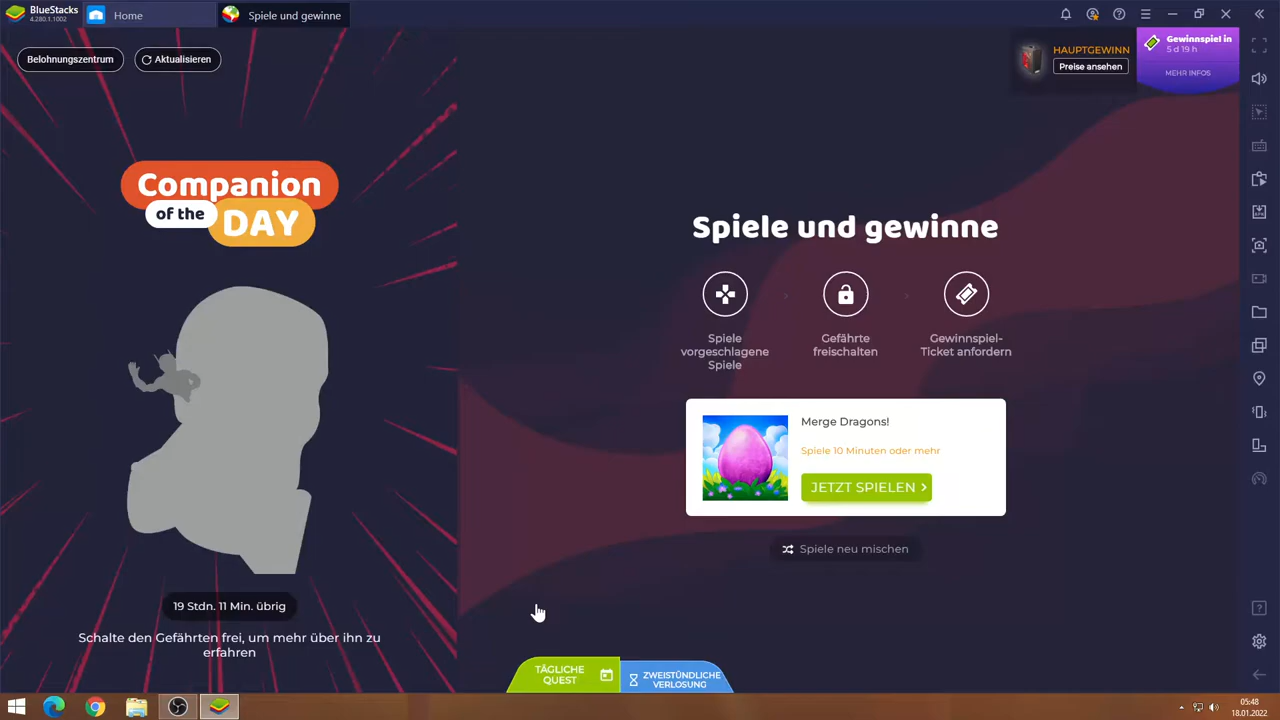 BlueStacks
4.280.1.1002
Home
Spiele und gewinne
Belohnungszentrum
Aktualisieren
HAUPTGEWINN
Preise ansehen
Gewinnspiel in
5 d 19 h
MEHR INFOS
Companion
of the DAY
19 Stdn. 11 Min. übrig
Schalte den Gefährten frei, um mehr über ihn zu
erfahren
Spiele und gewinne
Spiele
vorgeschlagene
Spiele
Gefährte
freischalten
Gewinnspiel-
Ticket anfordern
Merge Dragons!
Spiele 10 Minuten oder mehr
JETZT SPIELEN
Spiele neu mischen
TÄGLICHE
QUEST
ZWEISTÜNDLICHE
VERLOSUNG
05:48
18.01.2022